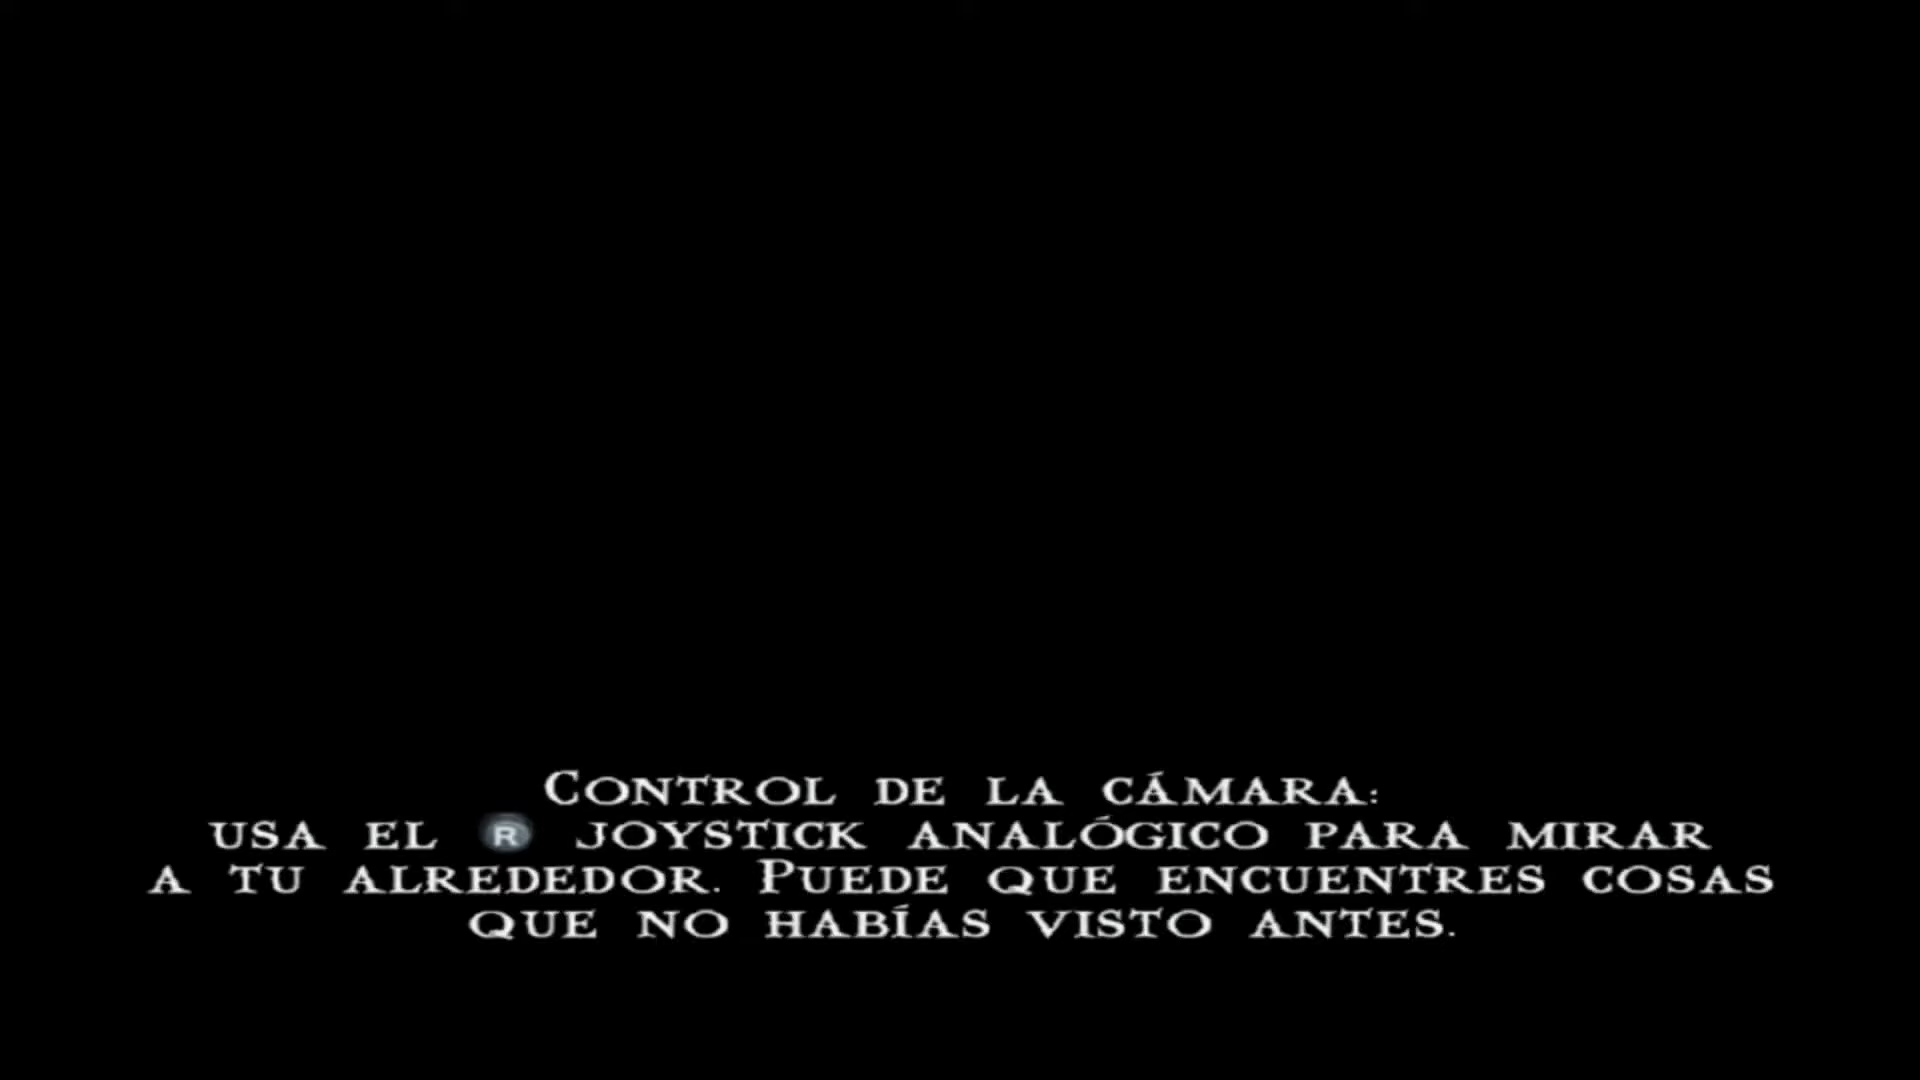 Control de la cámara:
usa el R joystick analógico para mirar
a tu alrededor. Puede que encuentres cosas
que no habías visto antes.